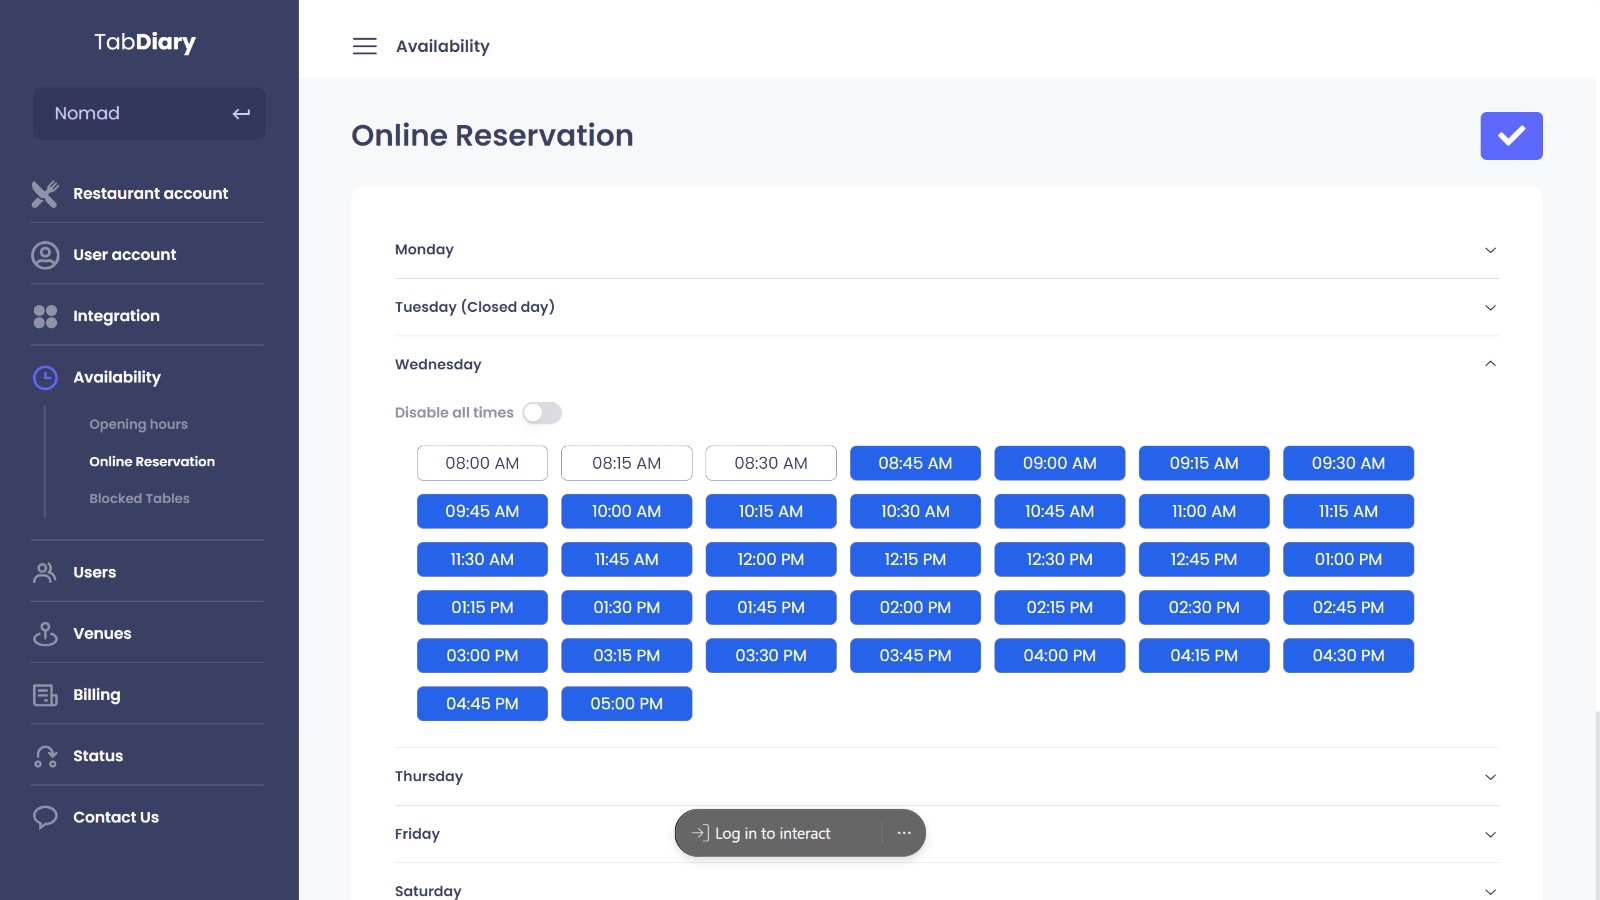 TabDiary
Nomad
Restaurant account
User account
Integration
Availability
Opening hours
Online Reservation
Blocked Tables
Users
Venues
Billing
Status
Contact Us
Availability
Online Reservation
Monday
Tuesday (Closed day)
Wednesday
Disable all times
08:00 AM 08:15 AM 08:30 AM 08:45 AM 09:00 AM 09:15 AM 09:30 AM
09:45 AM 10:00 AM 10:15 AM 10:30 AM 10:45 AM 11:00 AM 11:15 AM
11:30 AM 11:45 AM 12:00 PM 12:15 PM 12:30 PM 12:45 PM 01:00 PM
01:15 PM 01:30 PM 01:45 PM 02:00 PM 02:15 PM 02:30 PM 02:45 PM
03:00 PM 03:15 PM 03:30 PM 03:45 PM 04:00 PM 04:15 PM 04:30 PM
04:45 PM 05:00 PM
Thursday
Friday
Log in to interact
Saturday